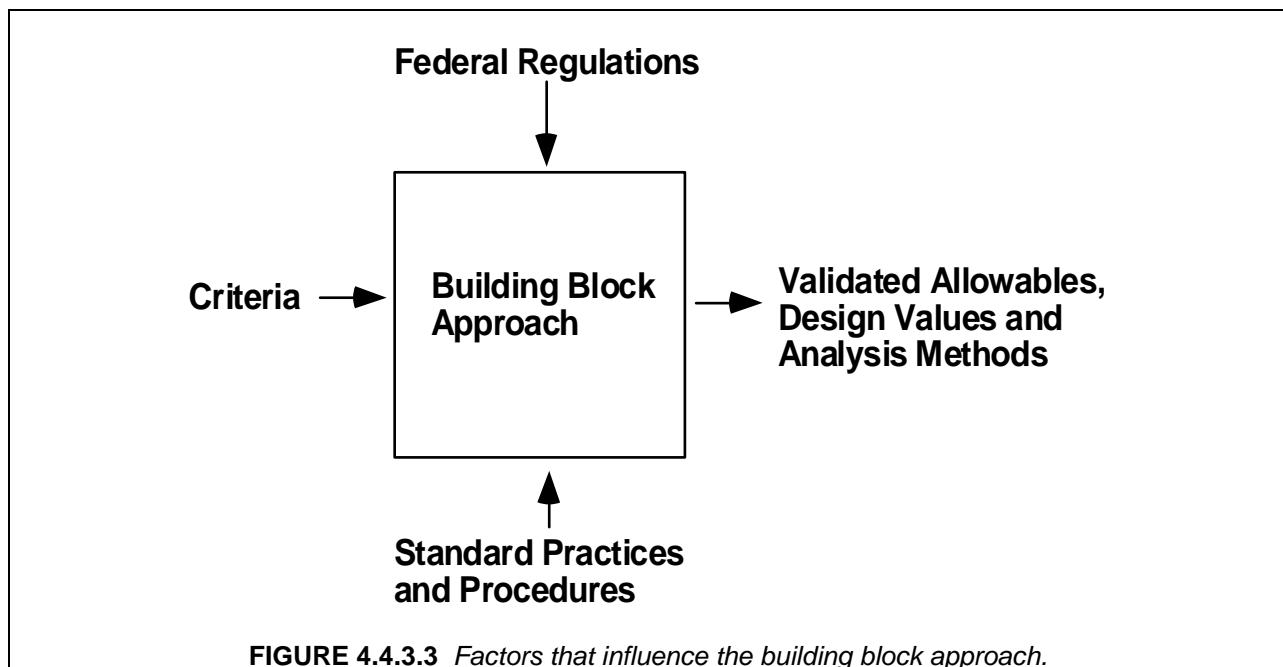 Federal Regulations
Criteria
Building Block
Approach
Validated Allowables,
Design Values and
Analysis Methods
Standard Practices
and Procedures
FIGURE 4.4.3.3 Factors that influence the building block approach.